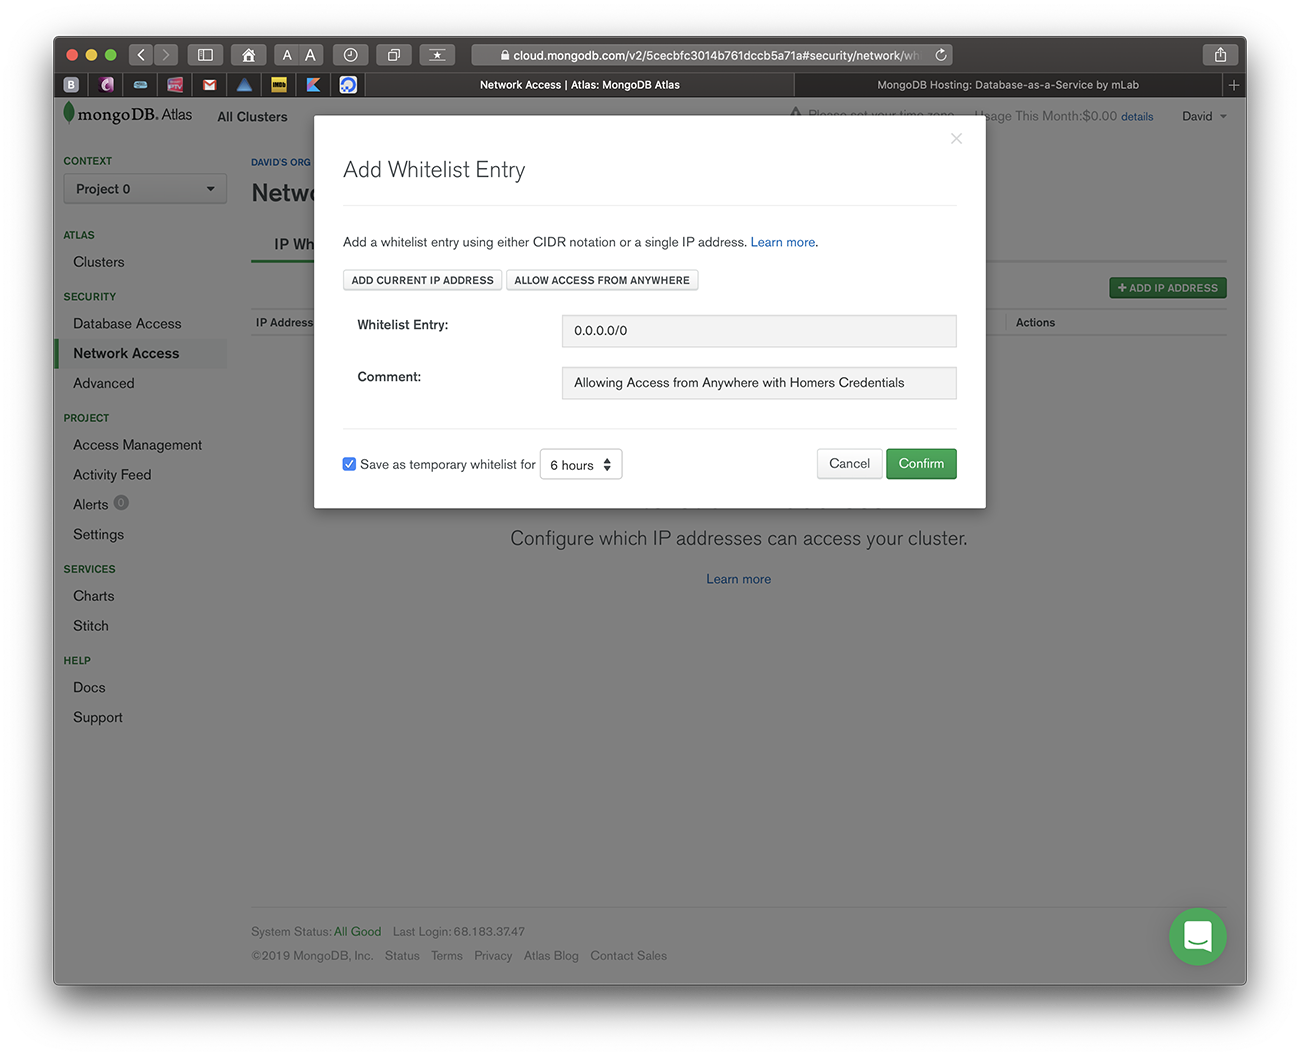 A A
cloud.mongodb.com/v2/5cecbfc3014b761dccb5a71a#security/network/wh
B
IMDb
K
Network Access | Atlas: MongoDB Atlas
MongoDB Hosting: Database-as-a-Service by mLab
mongoDB. Atlas
All Clusters
Please set your time zone
Usage This Month:$0.00 details
David
CONTEXT
Project 0
ATLAS
Clusters
SECURITY
Database Access
Network Access
Advanced
PROJECT
Access Management
Activity Feed
Alerts 0
Settings
SERVICES
Charts
Stitch
HELP
Docs
Support
DAVID'S ORG
Netwo
IP Wh
+ ADD IP ADDRESS
IP Address
Actions
Add Whitelist Entry
Add a whitelist entry using either CIDR notation or a single IP address. Learn more.
ADD CURRENT IP ADDRESS
ALLOW ACCESS FROM ANYWHERE
Whitelist Entry:
0.0.0.0/0
Comment:
Allowing Access from Anywhere with Homers Credentials
Save as temporary whitelist for
6 hours
Cancel
Confirm
Configure which IP addresses can access your cluster.
Learn more
System Status: All Good Last Login: 68.183.37.47
©2019 MongoDB, Inc. Status Terms Privacy Atlas Blog Contact Sales